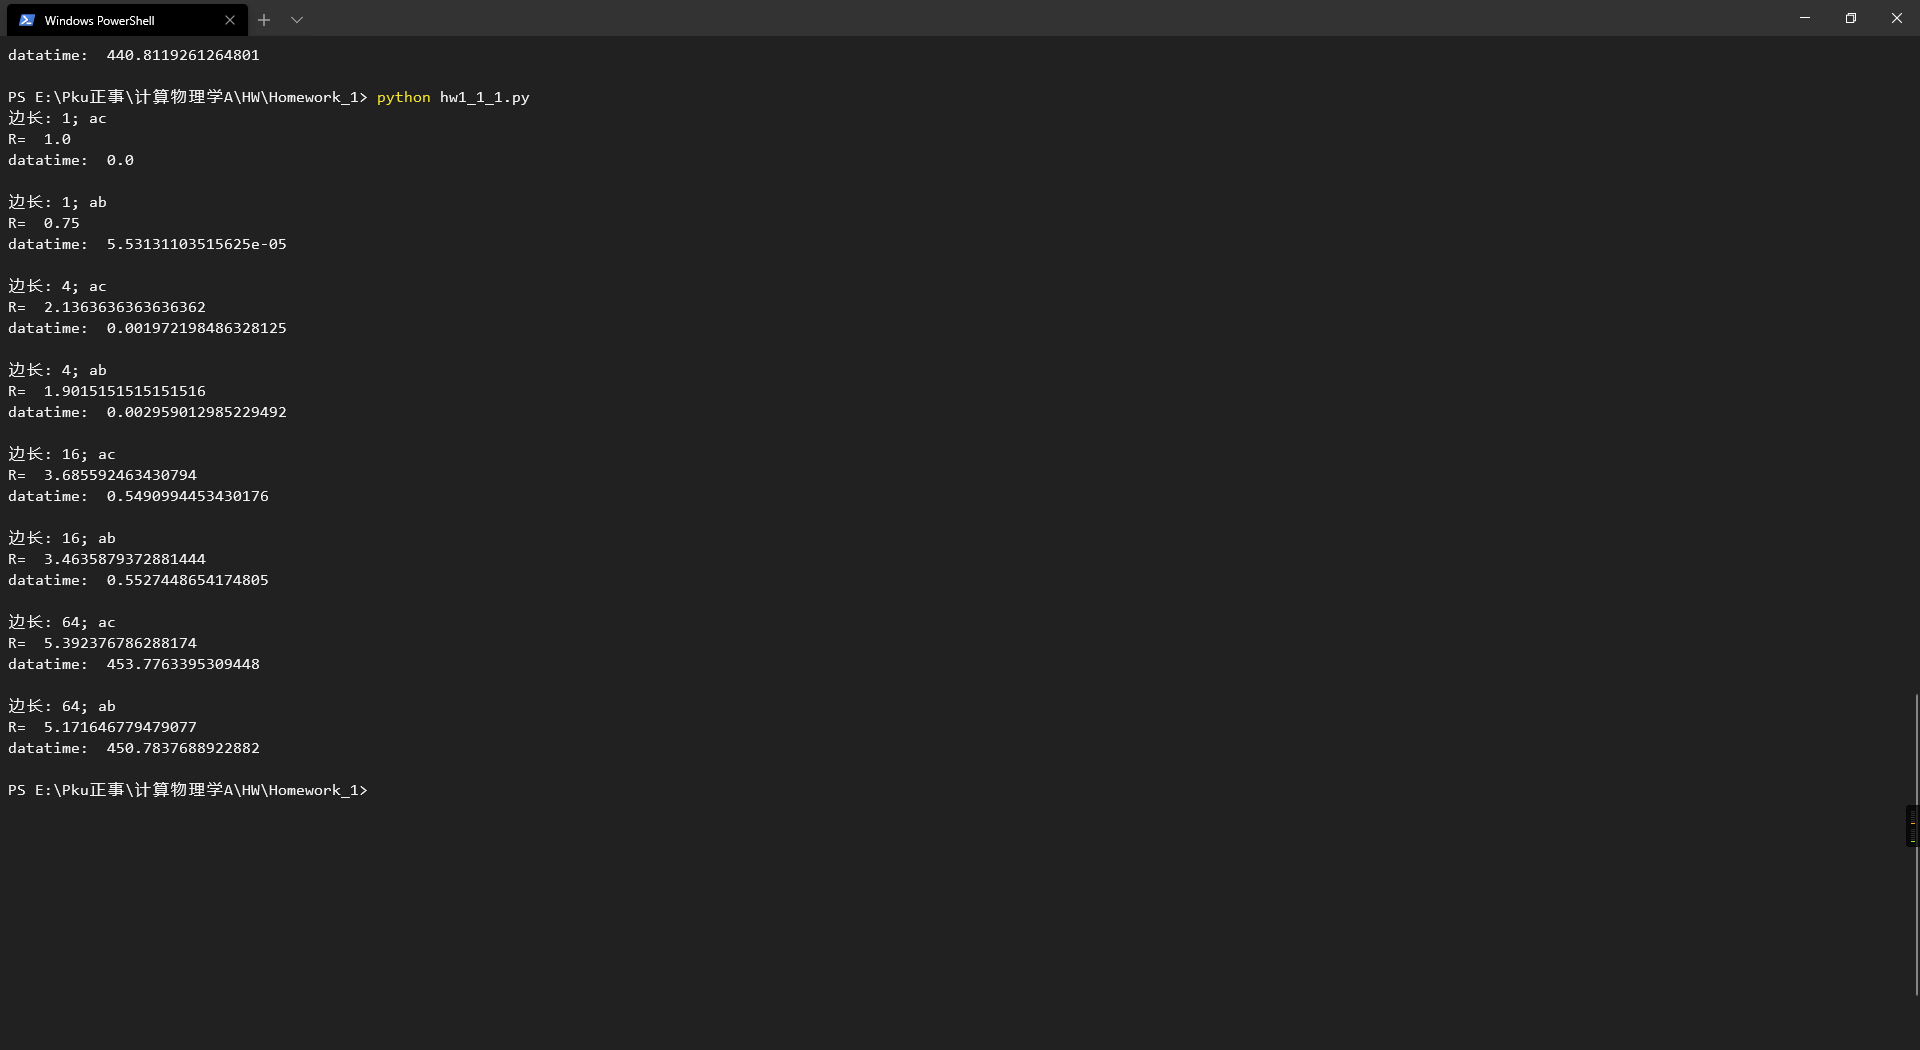 Windows PowerShell
datatime:  440.8119261264801
PS E:\Pku正事\计算物理学A\HW\Homework_1> python hw1_1_1.py
边长: 1; ac
R=  1.0
datatime:  0.0
边长: 1; ab
R=  0.75
datatime:  5.53131103515625e-05
边长: 4; ac
R=  2.1363636363636362
datatime:  0.001972198486328125
边长: 4; ab
R=  1.9015151515151516
datatime:  0.002959012985229492
边长: 16; ac
R=  3.685592463430794
datatime:  0.5490994453430176
边长: 16; ab
R=  3.4635879372881444
datatime:  0.5527448654174805
边长: 64; ac
R=  5.392376786288174
datatime:  453.7763395309448
边长: 64; ab
R=  5.171646779479077
datatime:  450.7837688922882
PS E:\Pku正事\计算物理学A\HW\Homework_1>